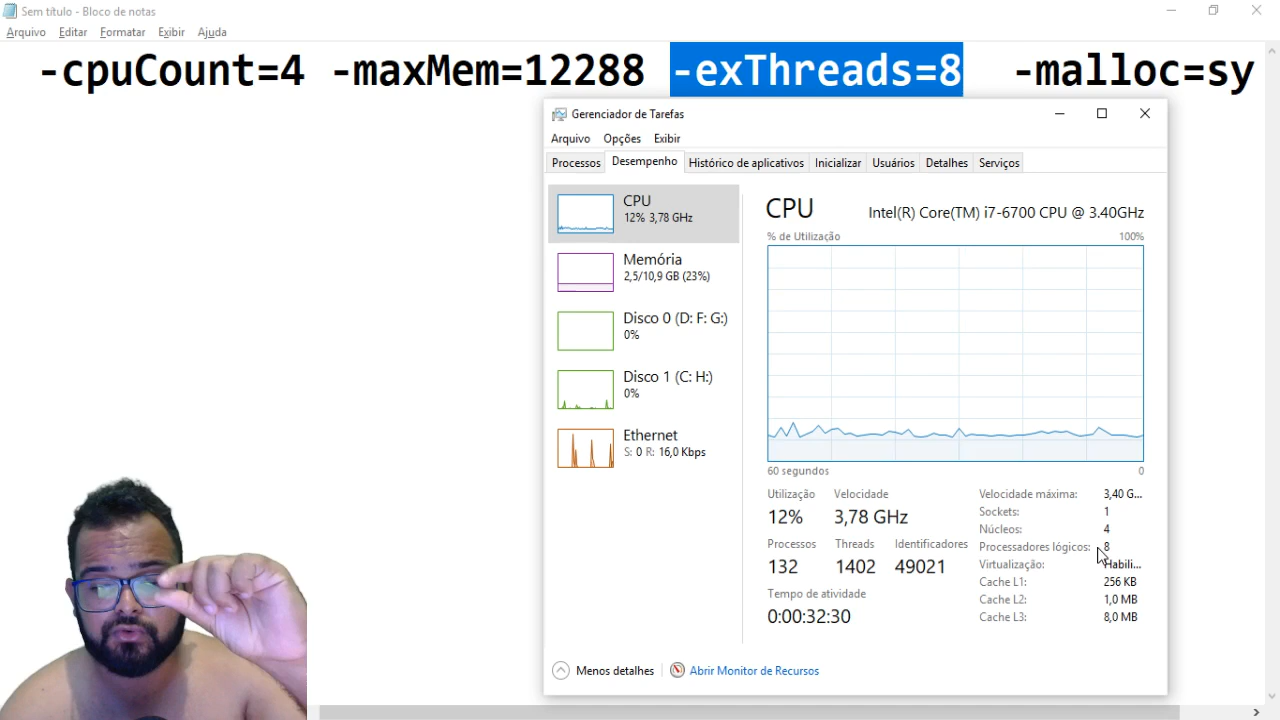 Sem título - Bloco de notas
Arquivo Editar Formatar Exibir Ajuda
-cpuCount=4 -maxMem=12288 -exThreads=8 -malloc=sy
Gerenciador de Tarefas
Arquivo Opções Exibir
Processos Desempenho Histórico de aplicativos Inicializar Usuários Detalhes Serviços
CPU
12% 3,78 GHz
Memória
2,5/10,9 GB (23%)
Disco 0 (D: F: G:)
0%
Disco 1 (C: H:)
0%
Ethernet
S: 0 R: 16,0 Kbps
CPU Intel(R) Core(TM) i7-6700 CPU @ 3.40GHz
% de Utilização 100%
60 segundos 0
Utilização Velocidade
12% 3,78 GHz
Processos Threads Identificadores
132 1402 49021
Tempo de atividade
0:00:32:30
Velocidade máxima: 3,40 G...
Sockets: 1
Núcleos: 4
Processadores lógicos: 8
Virtualização: Habili...
Cache L1: 256 KB
Cache L2: 1,0 MB
Cache L3: 8,0 MB
Menos detalhes Abrir Monitor de Recursos